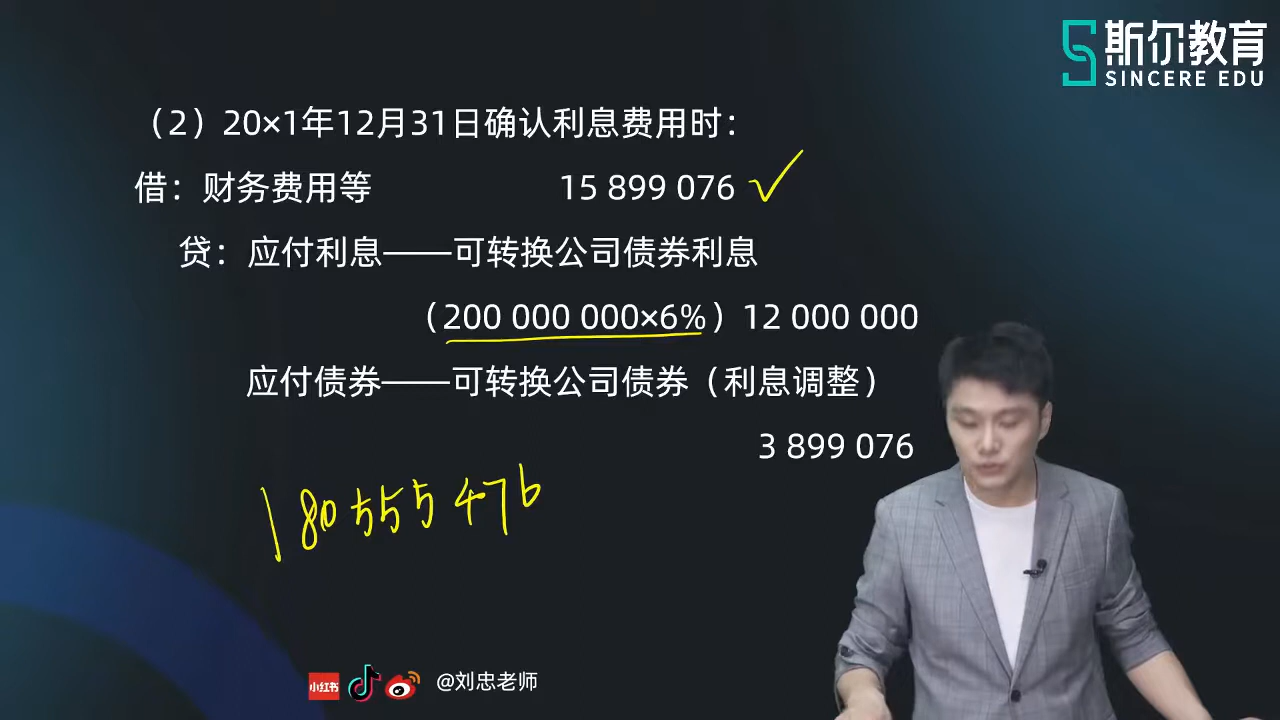 斯尔教育
SINCERE EDU
（2）20×1年12月31日确认利息费用时：
借：财务费用等 15 899 076
贷：应付利息——可转换公司债券利息
（200 000 000×6%）12 000 000
应付债券——可转换公司债券（利息调整）
3 899 076
180555476
小红书
@刘忠老师